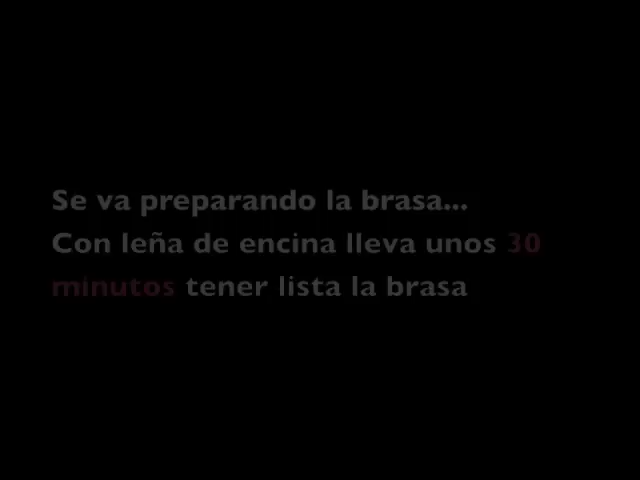 Se va preparando la brasa...
Con leña de encina lleva unos 30
minutos tener lista la brasa